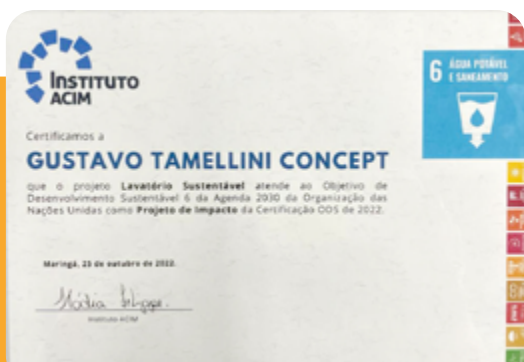 INSTITUTO
ACIM
6 ÁGUA POTÁVEL
E SANEAMENTO
Certificamos a
GUSTAVO TAMELLINI CONCEPT
que o projeto Lavatório Sustentável atende ao Objetivo de
Desenvolvimento Sustentável 6 da Agenda 2030 da Organização das
Nações Unidas como Projeto de Impacto da Certificação ODS de 2022.
Maringá, 25 de outubro de 2022.
Instituto ACIM